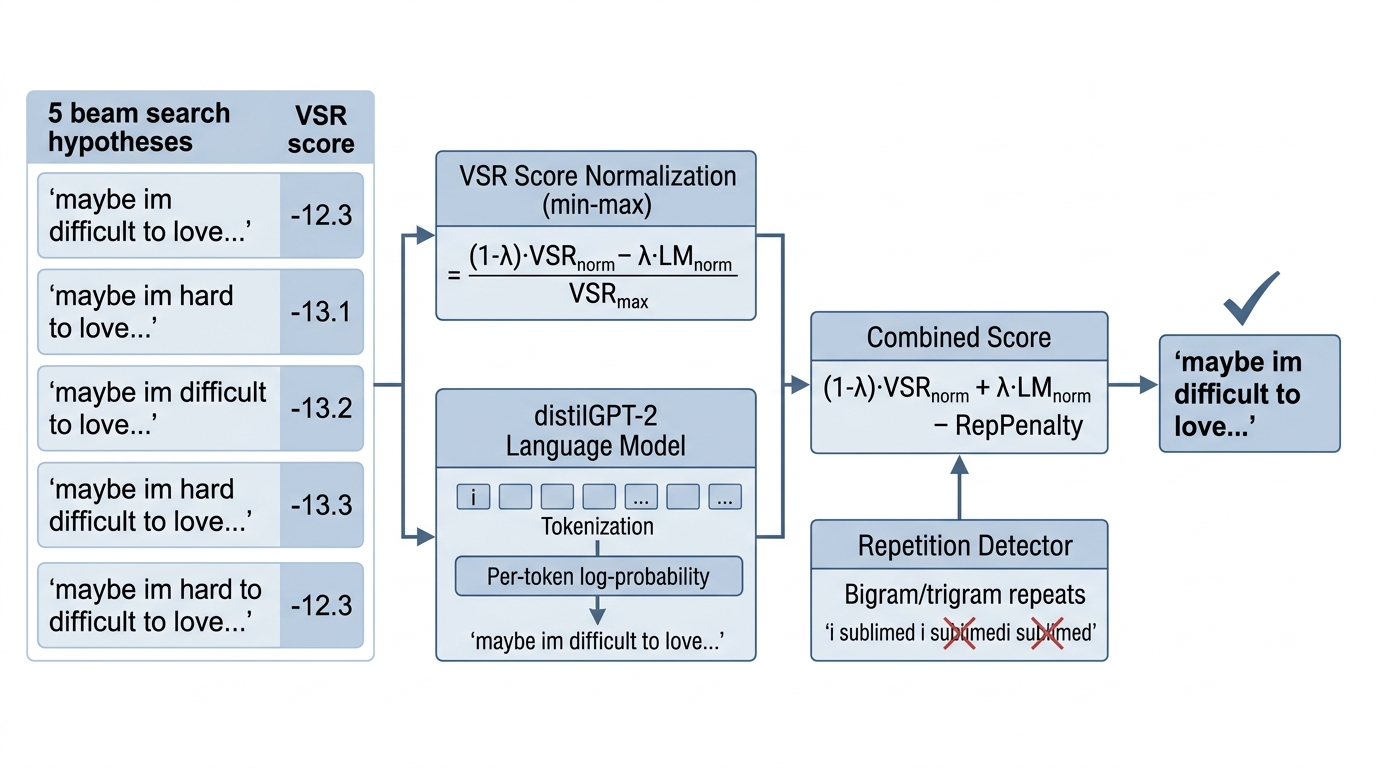 5 beam search
hypotheses
VSR
score
‘maybe im
difficult to love...’
-12.3
‘maybe im hard
to love...’
-13.1
‘maybe im difficult
to love...’
-13.2
‘maybe im hard
difficult to love...’
-13.3
‘maybe im hard to
difficult to love...’
-12.3
VSR Score Normalization
(min-max)
= (1-λ)·VSRnorm – λ·LMnorm
VSRmax
distilGPT-2
Language Model
i ... ...
Tokenization
Per-token log-probability
‘maybe im difficult to love...’
Combined Score
(1-λ)·VSRnorm + λ·LMnorm
– RepPenalty
Repetition Detector
Bigram/trigram repeats
‘i sublimed i sublimedi sublimed’
‘maybe im
difficult to
love...’